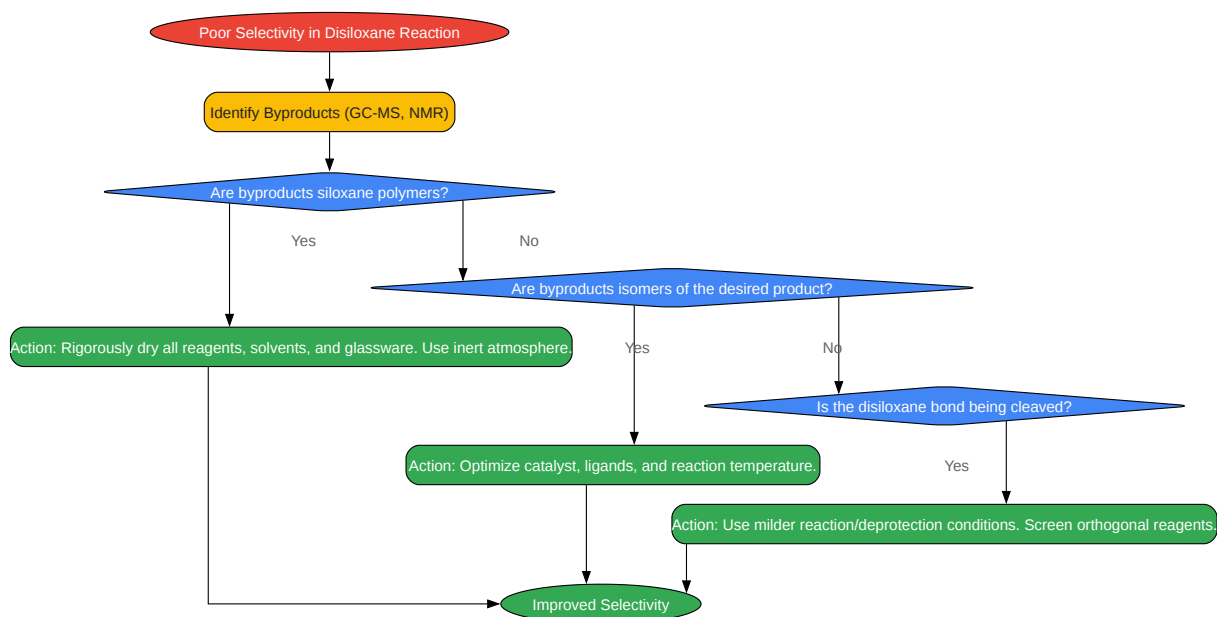 Poor Selectivity in Disiloxane Reaction
Identify Byproducts (GC-MS, NMR)
Are byproducts siloxane polymers?
Yes
No
Are byproducts isomers of the desired product?
Action: Rigorously dry all reagents, solvents, and glassware. Use inert atmosphere.
Yes
No
Is the disiloxane bond being cleaved?
Action: Optimize catalyst, ligands, and reaction temperature.
Yes
Action: Use milder reaction/deprotection conditions. Screen orthogonal reagents.
Improved Selectivity